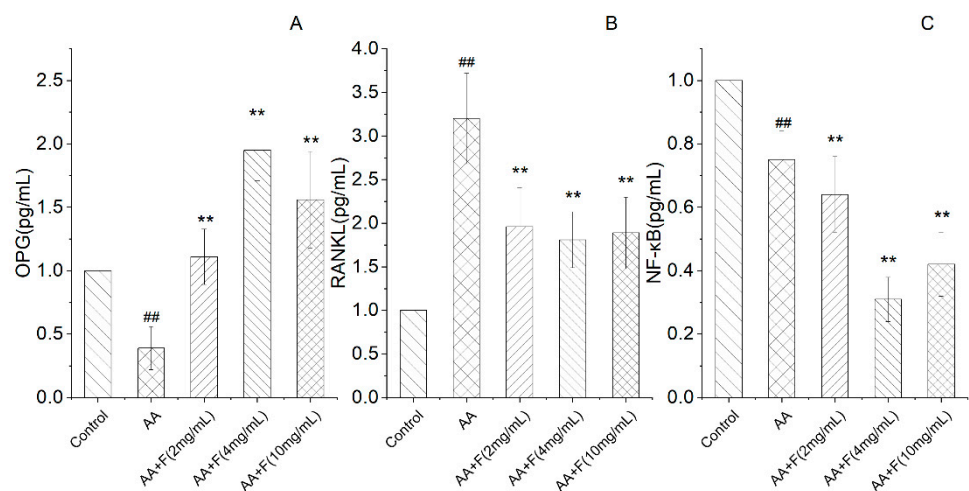 A
OPG(pg/mL)
2.5
2.0
1.5
1.0
0.5
0.0
##
**
**
**
Control
AA
AA+F(2mg/mL)
AA+F(4mg/mL)
AA+F(10mg/mL)
B
RANKL(pg/mL)
4.0
3.5
3.0
2.5
2.0
1.5
1.0
0.5
0.0
##
**
**
**
Control
AA
AA+F(2mg/mL)
AA+F(4mg/mL)
AA+F(10mg/mL)
C
NF-κB(pg/mL)
1.0
0.8
0.6
0.4
0.2
0.0
##
**
**
**
Control
AA
AA+F(2mg/mL)
AA+F(4mg/mL)
AA+F(10mg/mL)